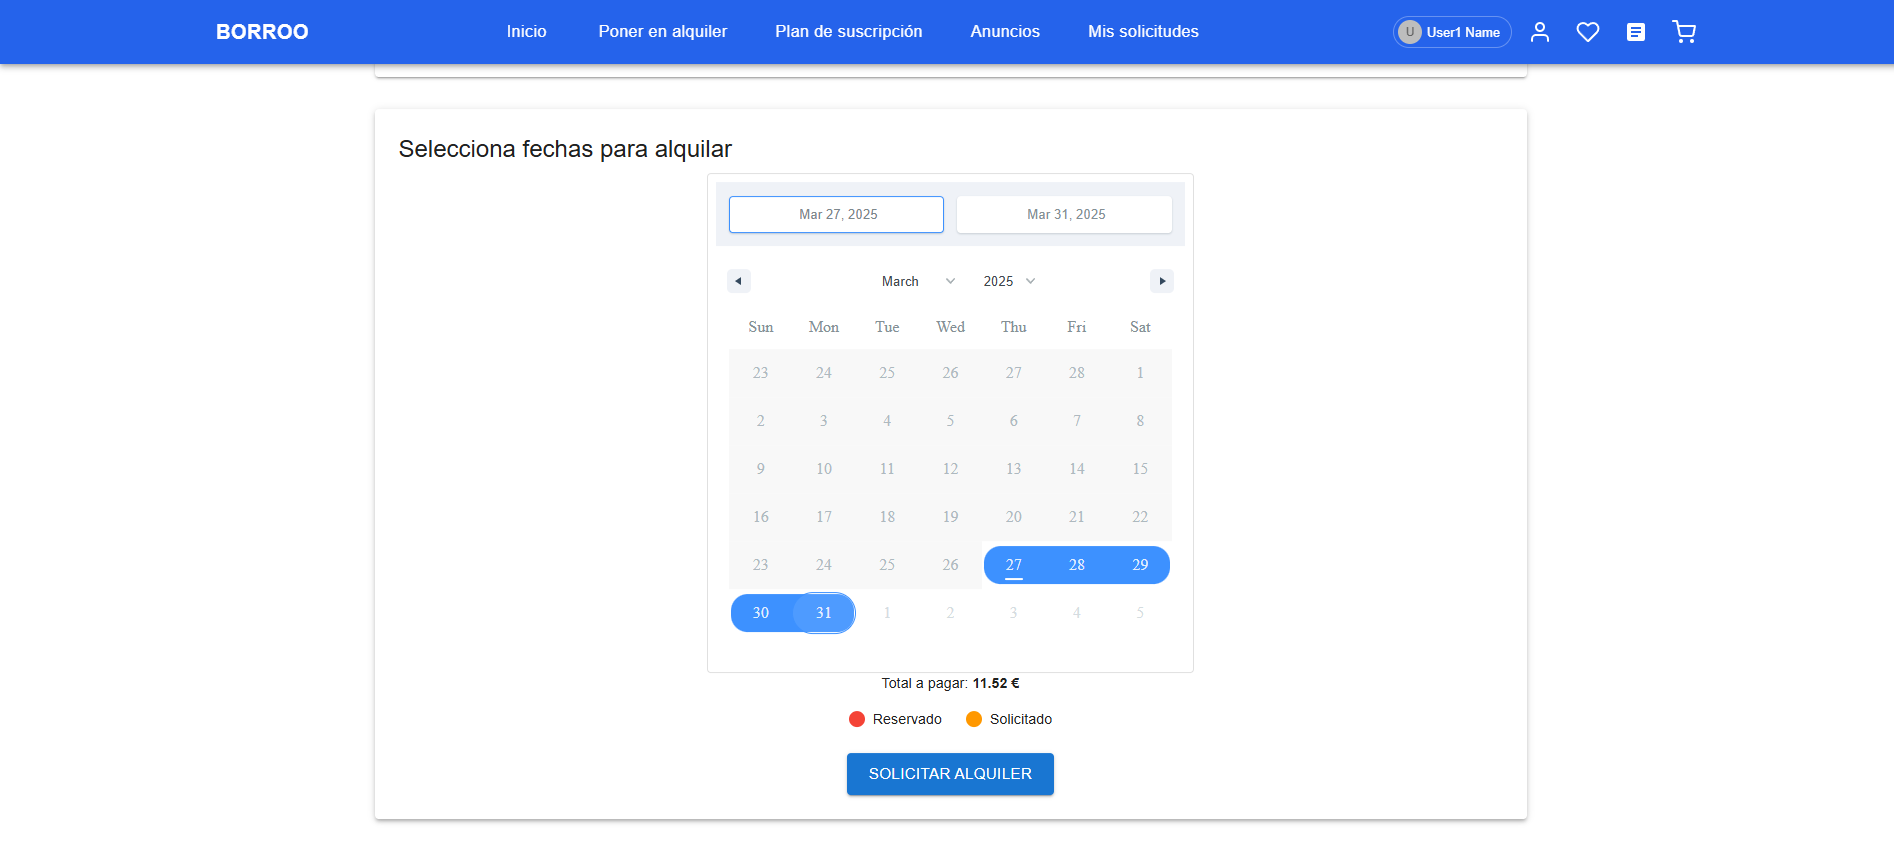 BORROO Inicio Poner en alquiler Plan de suscripción Anuncios Mis solicitudes U User1 Name
Selecciona fechas para alquilar
Mar 27, 2025 Mar 31, 2025
March 2025
Sun Mon Tue Wed Thu Fri Sat
23 24 25 26 27 28 1
2 3 4 5 6 7 8
9 10 11 12 13 14 15
16 17 18 19 20 21 22
23 24 25 26 27 28 29
30 31 1 2 3 4 5
Total a pagar: 11.52 €
Reservado Solicitado
SOLICITAR ALQUILER